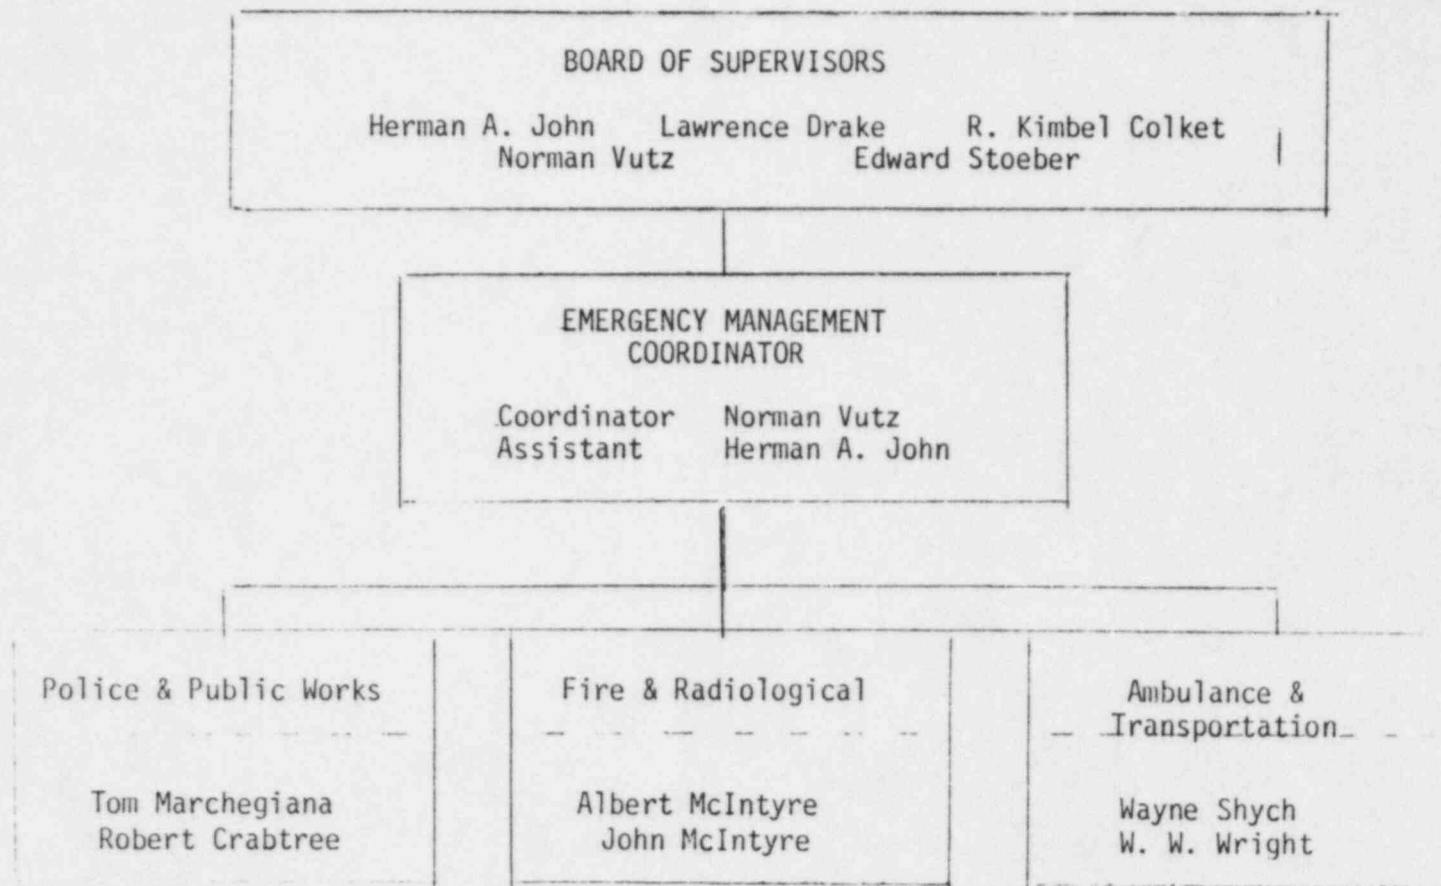 BOARD OF SUPERVISORS
Herman A. John Lawrence Drake R. Kimbel Colket
Norman Vutz Edward Stoeber
EMERGENCY MANAGEMENT
COORDINATOR
Coordinator Norman Vutz
Assistant Herman A. John
Police & Public Works
Tom Marchegiana
Robert Crabtree
Fire & Radiological
Albert McIntyre
John McIntyre
Ambulance &
Transportation
Wayne Shych
W. W. Wright